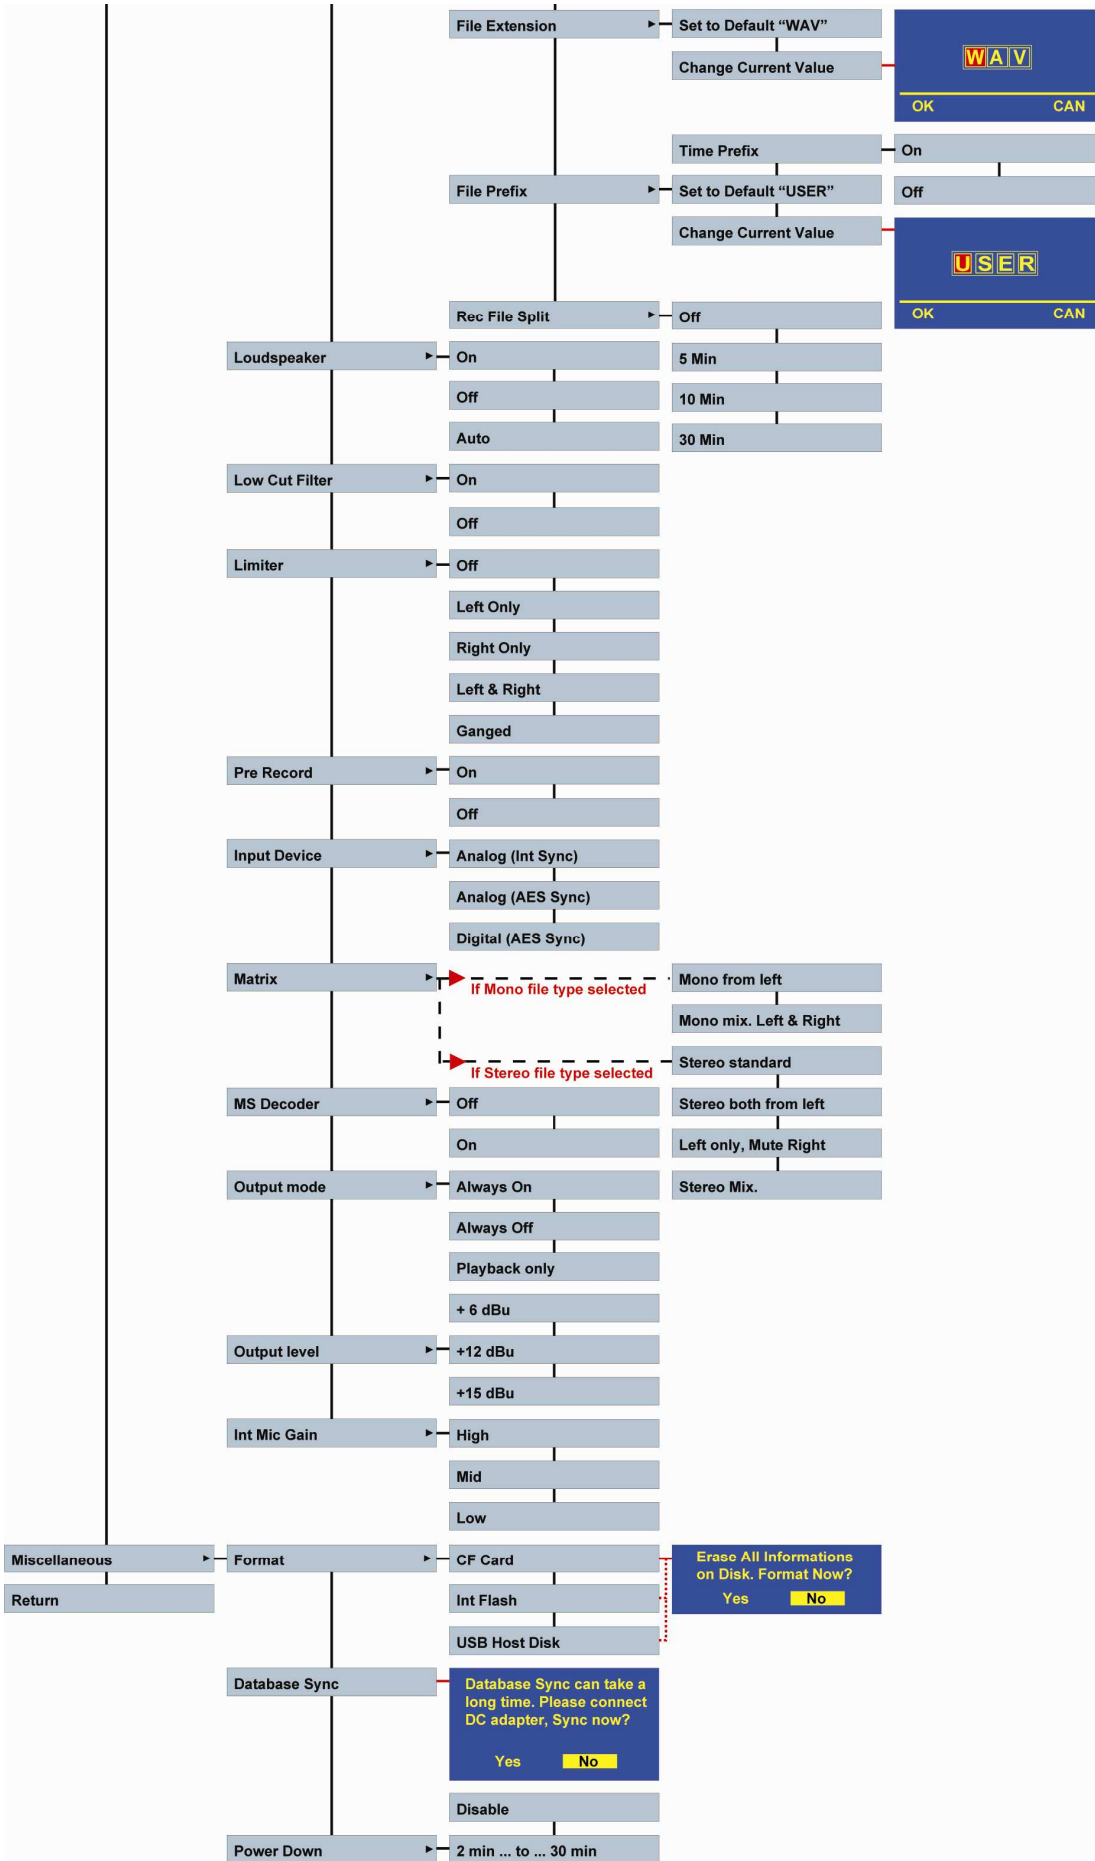 File Extension
Set to Default “WAV”
Change Current Value
WAV
OK CAN
Time Prefix
On
File Prefix
Set to Default “USER”
Off
Change Current Value
USER
OK CAN
Rec File Split
Off
Loudspeaker
On
5 Min
Off
10 Min
Auto
30 Min
Low Cut Filter
On
Off
Limiter
Off
Left Only
Right Only
Left & Right
Ganged
Pre Record
On
Off
Input Device
Analog (Int Sync)
Analog (AES Sync)
Digital (AES Sync)
Matrix
If Mono file type selected
Mono from left
Mono mix. Left & Right
If Stereo file type selected
Stereo standard
MS Decoder
Off
Stereo both from left
On
Left only, Mute Right
Output mode
Always On
Stereo Mix.
Always Off
Playback only
+ 6 dBu
Output level
+12 dBu
+15 dBu
Int Mic Gain
High
Mid
Low
Miscellaneous
Format
CF Card
Erase All Informations
on Disk. Format Now?
Yes No
Return
Int Flash
USB Host Disk
Database Sync
Database Sync can take a
long time. Please connect
DC adapter, Sync now?
Yes No
Disable
Power Down
2 min ... to ... 30 min